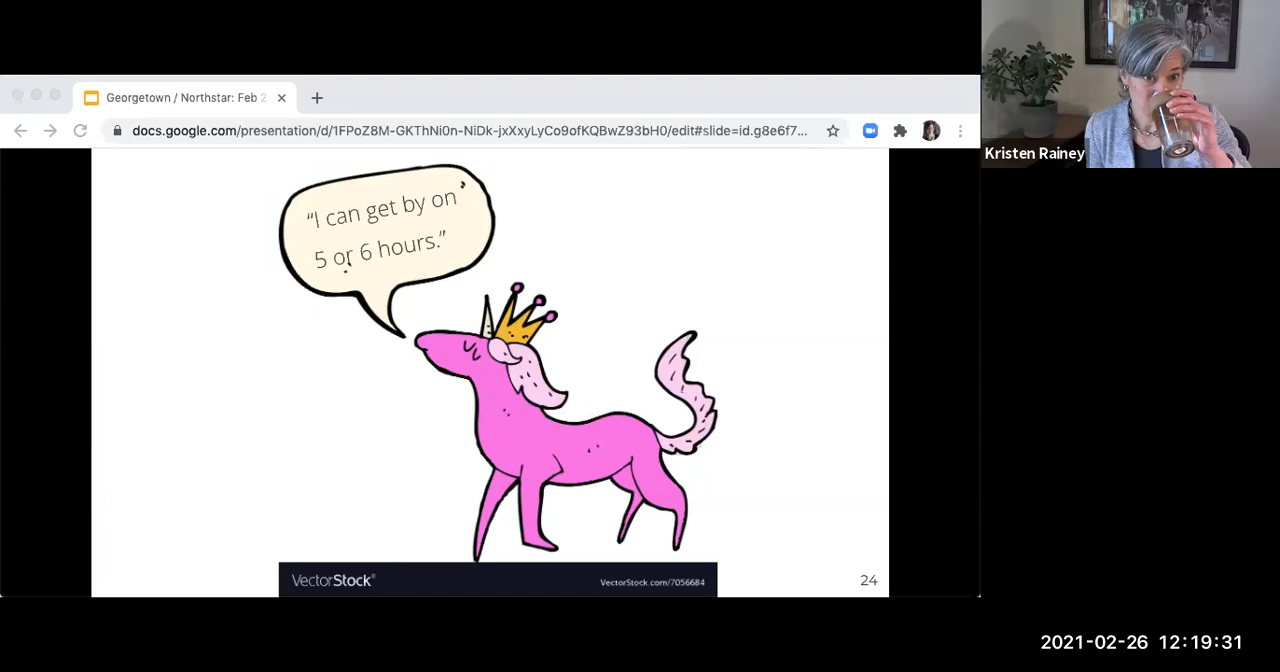 Georgetown / Northstar: Feb 2
docs.google.com/presentation/d/1FPoZ8M-GKThNi0n-NiDk-jxXxyLyCo9ofKQBwZ93bH0/edit#slide=id.g8e6f7...
Kristen Rainey
“I can get by on
5 or 6 hours.”
VectorStock®
VectorStock.com/7056684
24
2021-02-26 12:19:31